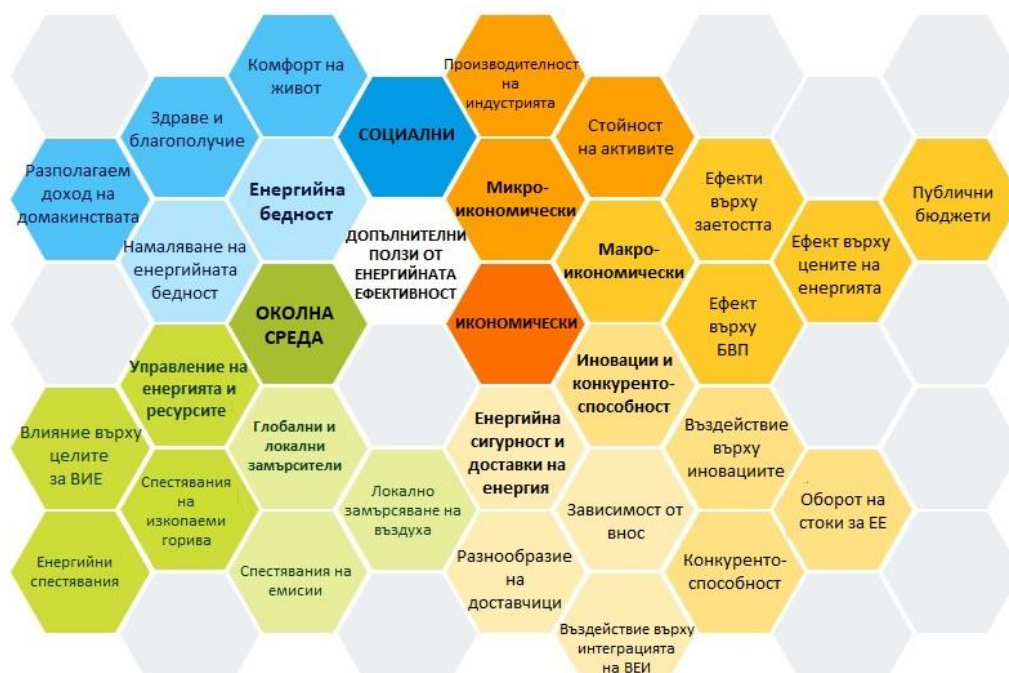 Комфорт на
живот
Производителност
на
индустрията
Здраве и
благополучие
СОЦИАЛНИ
Стойност
на активите
Разполагаем
доход на
домакинствата
Енергийна
бедност
Микро-
икономически
Ефекти
върху
заетостта
Публични
бюджети
Намаляване на
енергийната
бедност
ДОПЪЛНИТЕЛНИ
ПОЛЗИ ОТ
ЕНЕРГИЙНАТА
ЕФЕКТИВНОСТ
Макро-
икономически
Ефект върху
цените на
енергията
ОКОЛНА
СРЕДА
ИКОНОМИЧЕСКИ
Ефект
върху
БВП
Управление на
енергията и
ресурсите
Иновации и
конкуренто-
способност
Влияние върху
целите
за ВИЕ
Глобални и
локални
замърсители
Енергийна
сигурност и
доставки на
енергия
Въздействие
върху
иновациите
Спестявания
на
изкопаеми
горива
Локално
замърсяване на
въздуха
Зависимост от
внос
Оборот на
стоки за ЕЕ
Енергийни
спестявания
Спестявания на
емисии
Разнообразие
на
доставчици
Конкуренто-
способност
Въздействие върху
интеграцията
на ВЕИ